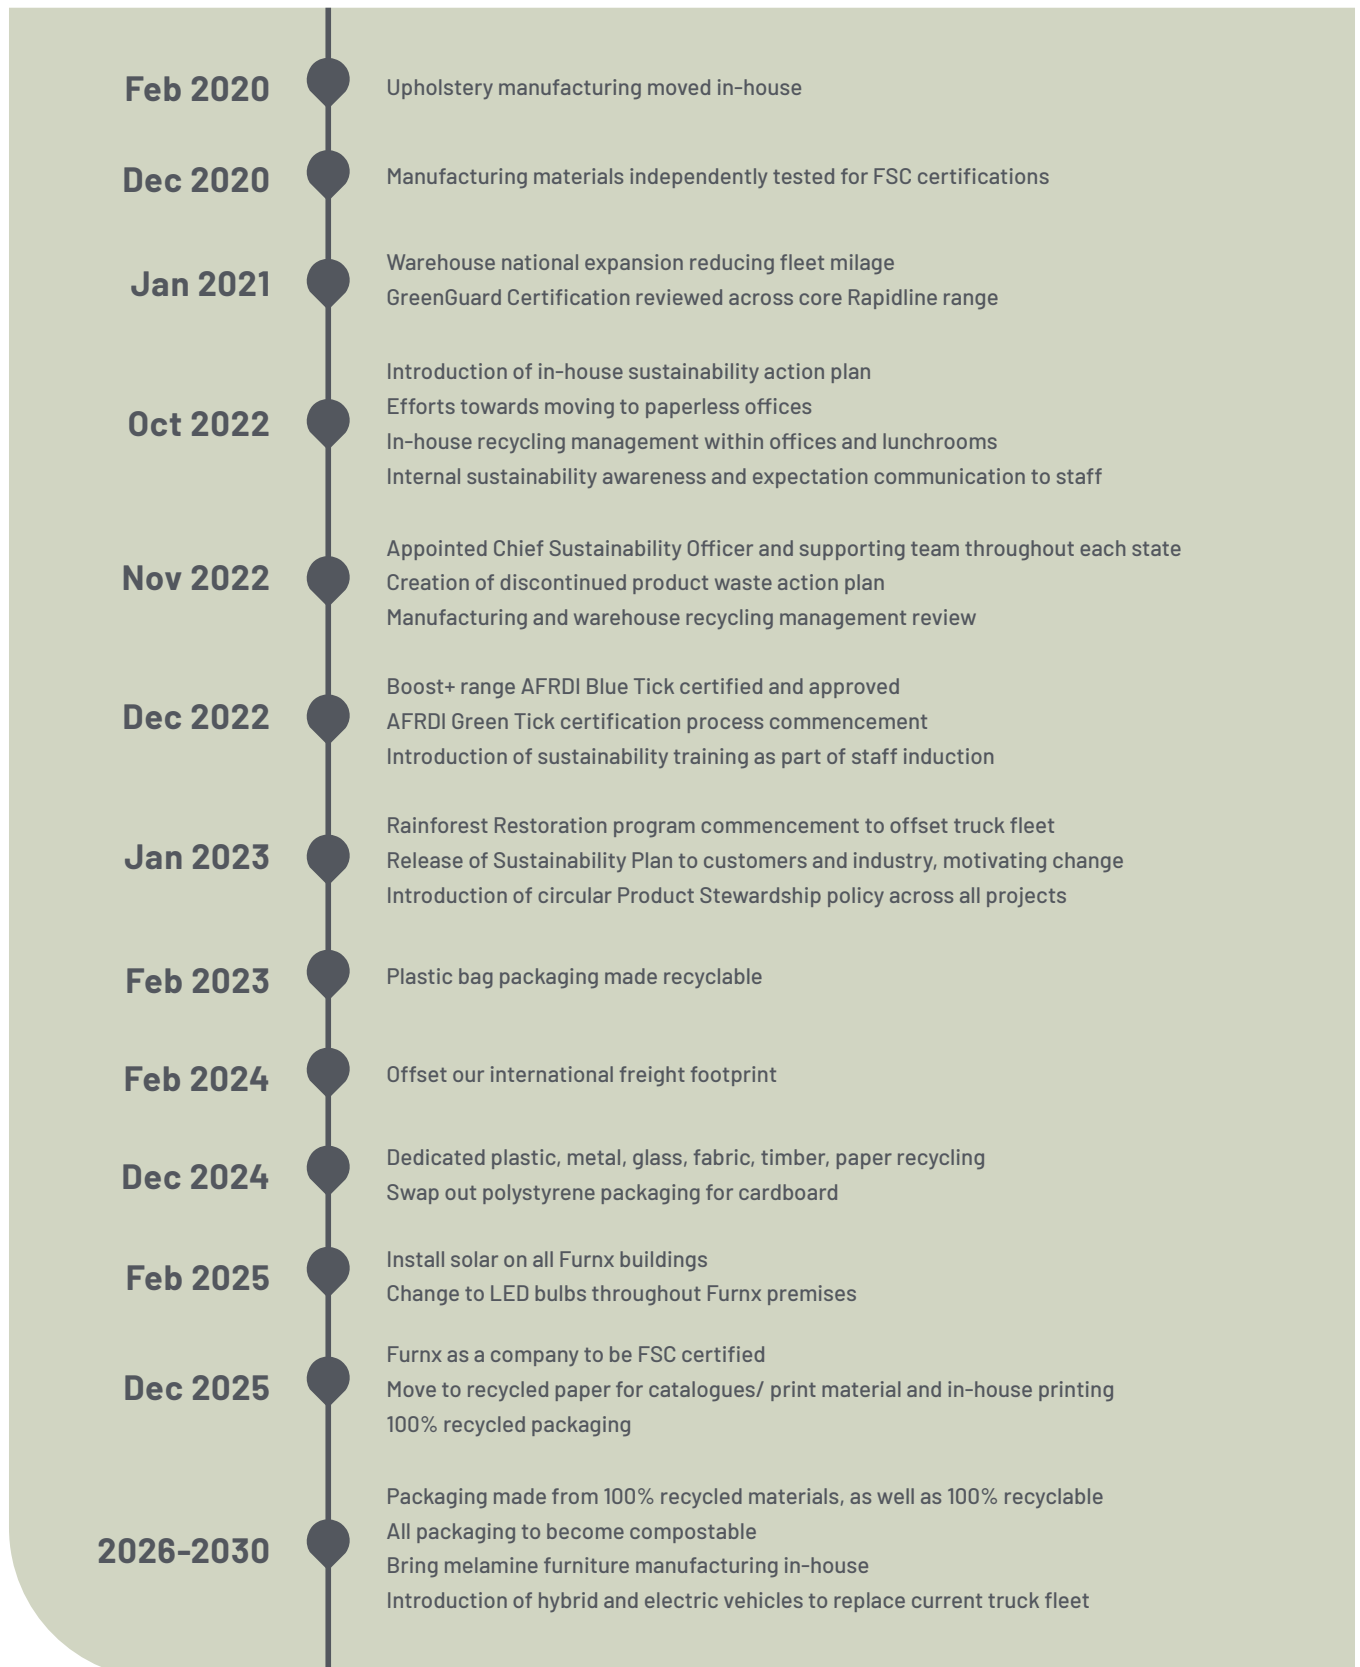 Feb 2020
Upholstery manufacturing moved in-house
Dec 2020
Manufacturing materials independently tested for FSC certifications
Jan 2021
Warehouse national expansion reducing fleet milage
GreenGuard Certification reviewed across core Rapidline range
Oct 2022
Introduction of in-house sustainability action plan
Efforts towards moving to paperless offices
In-house recycling management within offices and lunchrooms
Internal sustainability awareness and expectation communication to staff
Nov 2022
Appointed Chief Sustainability Officer and supporting team throughout each state
Creation of discontinued product waste action plan
Manufacturing and warehouse recycling management review
Dec 2022
Boost+ range AFRDI Blue Tick certified and approved
AFRDI Green Tick certification process commencement
Introduction of sustainability training as part of staff induction
Jan 2023
Rainforest Restoration program commencement to offset truck fleet
Release of Sustainability Plan to customers and industry, motivating change
Introduction of circular Product Stewardship policy across all projects
Feb 2023
Plastic bag packaging made recyclable
Feb 2024
Offset our international freight footprint
Dec 2024
Dedicated plastic, metal, glass, fabric, timber, paper recycling
Swap out polystyrene packaging for cardboard
Feb 2025
Install solar on all Furnx buildings
Change to LED bulbs throughout Furnx premises
Dec 2025
Furnx as a company to be FSC certified
Move to recycled paper for catalogues/ print material and in-house printing
100% recycled packaging
2026-2030
Packaging made from 100% recycled materials, as well as 100% recyclable
All packaging to become compostable
Bring melamine furniture manufacturing in-house
Introduction of hybrid and electric vehicles to replace current truck fleet